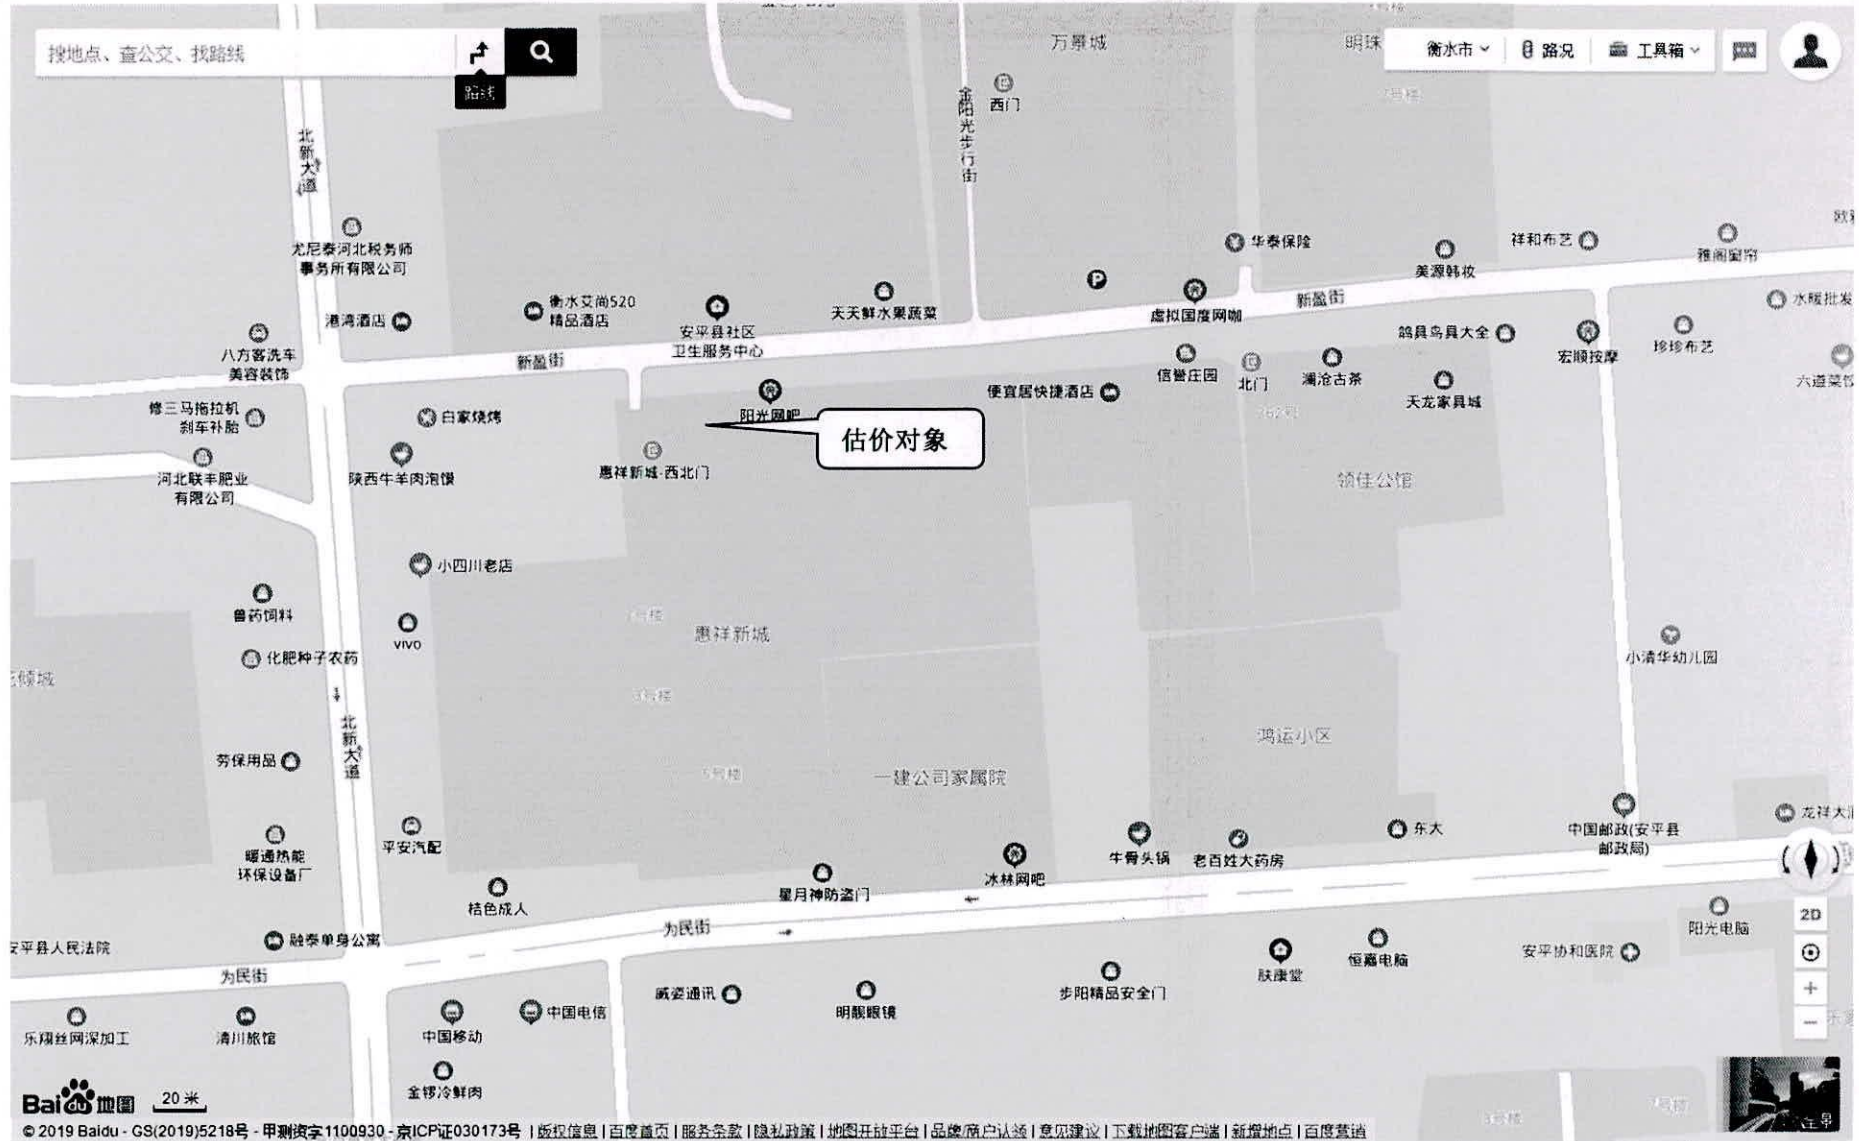 搜地点、查公交、找路线
路线
万景城
明珠
衡水市
路况
工具箱
西门
金阳光步行街
北新大道
尤尼泰河北税务师
事务所有限公司
华泰保险
祥和布艺
雅阁窗帘
美源韩妆
水暖批发
港湾酒店
衡水艾尚520
精品酒店
安平县社区
卫生服务中心
天天鲜水果蔬菜
P
虚拟国度网咖
新盈街
鸽具鸟具大全
宏顺按摩
珍珍布艺
八方客洗车
美容装饰
新盈街
信誉庄园
北门
澜沧古茶
天龙家具城
便宜居快捷酒店
阳光网吧
估价对象
修三马拖拉机
刹车补胎
白家烧烤
河北联丰肥业
有限公司
陕西牛羊肉泡馍
惠祥新城-西北门
领佳公馆
小四川老店
兽药饲料
vivo
惠祥新城
化肥种子农药
小清华幼儿园
倾城
北新大道
劳保用品
5号楼
一建公司家属院
鸿运小区
暖通热能
环保设备厂
平安汽配
牛骨头锅
老百姓大药房
东大
中国邮政(安平县
邮政局)
龙祥大
桔色成人
星月神防盗门
冰林网吧
为民街
阳光电脑
2D
安平县人民法院
融泰单身公寓
肤康堂
恒嘉电脑
安平协和医院
为民街
威姿通讯
明靓眼镜
步阳精品安全门
乐翔丝网深加工
清川旅馆
中国移动
中国电信
金锣冷鲜肉
Bai du 地图
20 米
全景
© 2019 Baidu - GS(2019)5218号 - 甲测资字1100930 - 京ICP证030173号 | 版权信息 | 百度首页 | 服务条款 | 隐私政策 | 地图开放平台 | 品牌/商户认领 | 意见建议 | 下载地图客户端 | 新增地点 | 百度营销